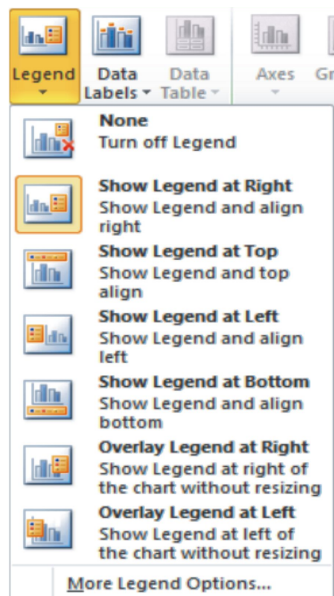 Legend Data Data Axes Gr
Labels Table
None
Turn off Legend
Show Legend at Right
Show Legend and align
right
Show Legend at Top
Show Legend and top
align
Show Legend at Left
Show Legend and align
left
Show Legend at Bottom
Show Legend and align
bottom
Overlay Legend at Right
Show Legend at right of
the chart without resizing
Overlay Legend at Left
Show Legend at left of
the chart without resizing
More Legend Options...